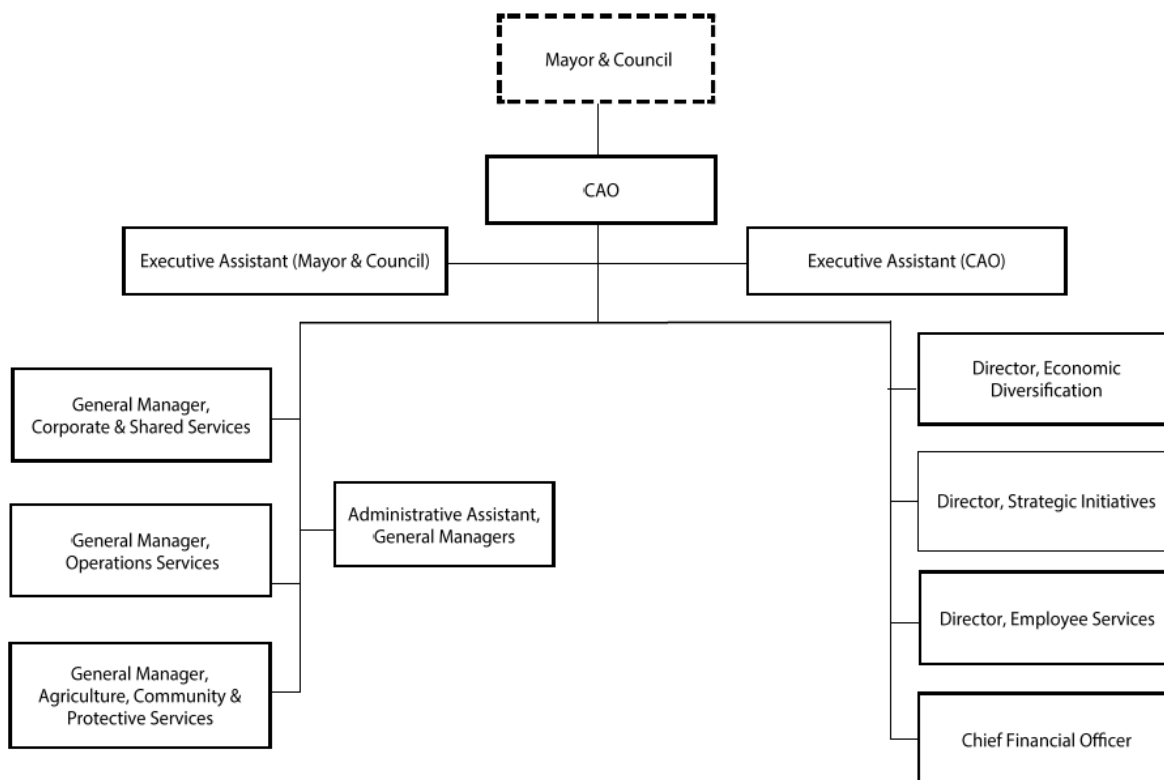 Mayor & Council
CAO
Executive Assistant (Mayor & Council)
Executive Assistant (CAO)
General Manager,
Corporate & Shared Services
General Manager,
Operations Services
General Manager,
Agriculture, Community &
Protective Services
Administrative Assistant,
General Managers
Director, Economic
Diversification
Director, Strategic Initiatives
Director, Employee Services
Chief Financial Officer